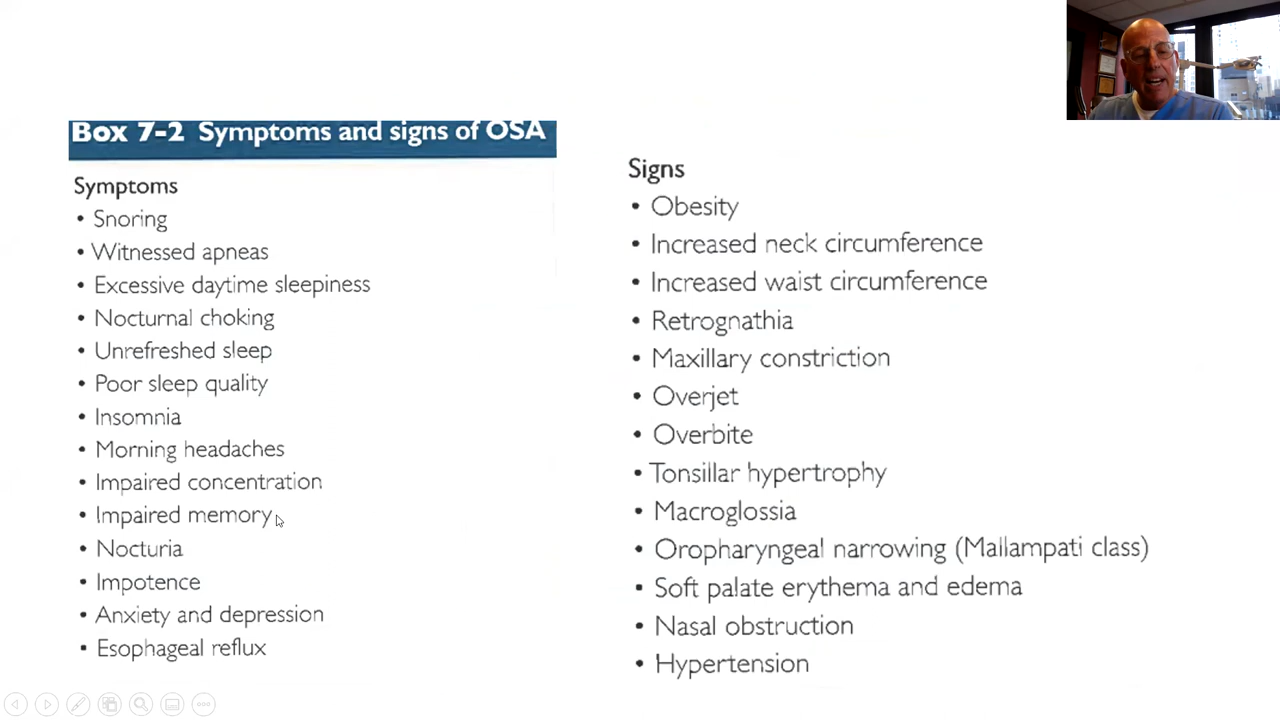 Box 7-2 Symptoms and signs of OSA
Symptoms
• Snoring
• Witnessed apneas
• Excessive daytime sleepiness
• Nocturnal choking
• Unrefreshed sleep
• Poor sleep quality
• Insomnia
• Morning headaches
• Impaired concentration
• Impaired memory
• Nocturia
• Impotence
• Anxiety and depression
• Esophageal reflux
Signs
• Obesity
• Increased neck circumference
• Increased waist circumference
• Retrognathia
• Maxillary constriction
• Overjet
• Overbite
• Tonsillar hypertrophy
• Macroglossia
• Oropharyngeal narrowing (Mallampati class)
• Soft palate erythema and edema
• Nasal obstruction
• Hypertension